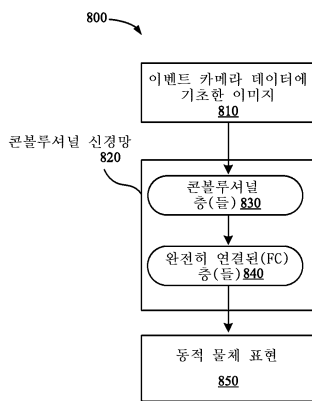 800
이벤트 카메라 데이터에
기초한 이미지
810
콘볼루셔널 신경망
820
콘볼루셔널
층(들) 830
완전히 연결된(FC)
층(들) 840
동적 물체 표현
850